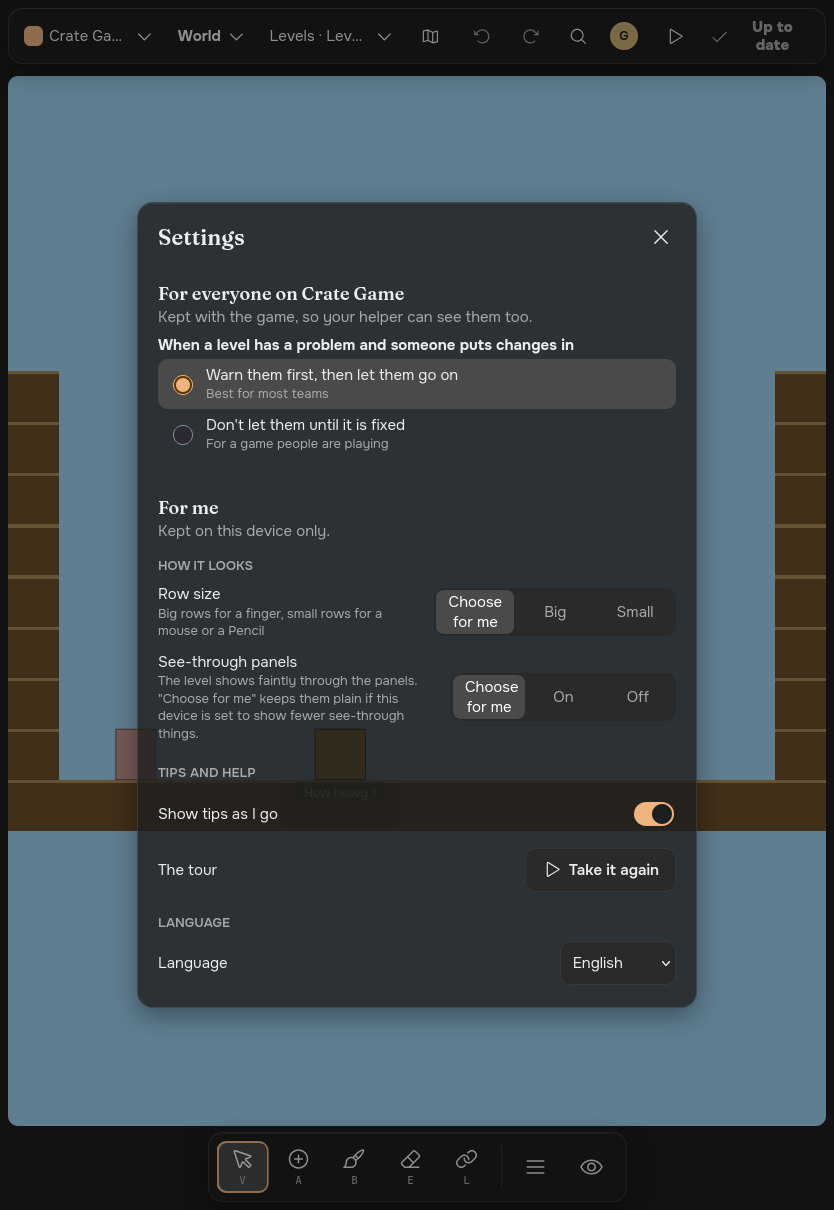 Crate Ga...
World
Levels · Lev...
G
Up to
date
Settings
For everyone on Crate Game
Kept with the game, so your helper can see them too.
When a level has a problem and someone puts changes in
Warn them first, then let them go on
Best for most teams
Don't let them until it is fixed
For a game people are playing
For me
Kept on this device only.
HOW IT LOOKS
Row size
Big rows for a finger, small rows for a
mouse or a Pencil
Choose
for me
Big
Small
See-through panels
The level shows faintly through the panels.
"Choose for me" keeps them plain if this
device is set to show fewer see-through
things.
Choose
for me
On
Off
TIPS AND HELP
How heavy
Show tips as I go
The tour
Take it again
LANGUAGE
Language
English
V
A
B
E
L